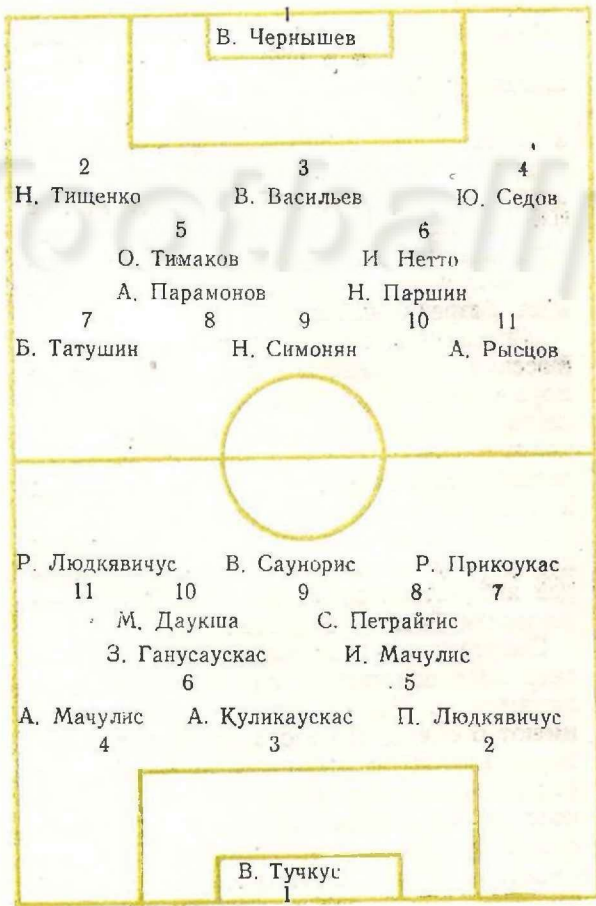 1
В. Чернышев
2 3 4
Н. Тищенко В. Васильев Ю. Седов
5 6
О. Тимаков И Нетто
А. Парамонов Н. Паршин
7 8 9 10 11
Б. Татушин Н. Симонян А. Рысцов
Р. Людкявичус В. Саунорис Р. Прикоукас
11 10 9 8 7
М. Даукша С. Петрайтис
З. Ганусаускас И. Мачулис
6 5
А. Мачулис А. Куликаускас П. Людкявичус
4 3 2
В. Тучкус
1